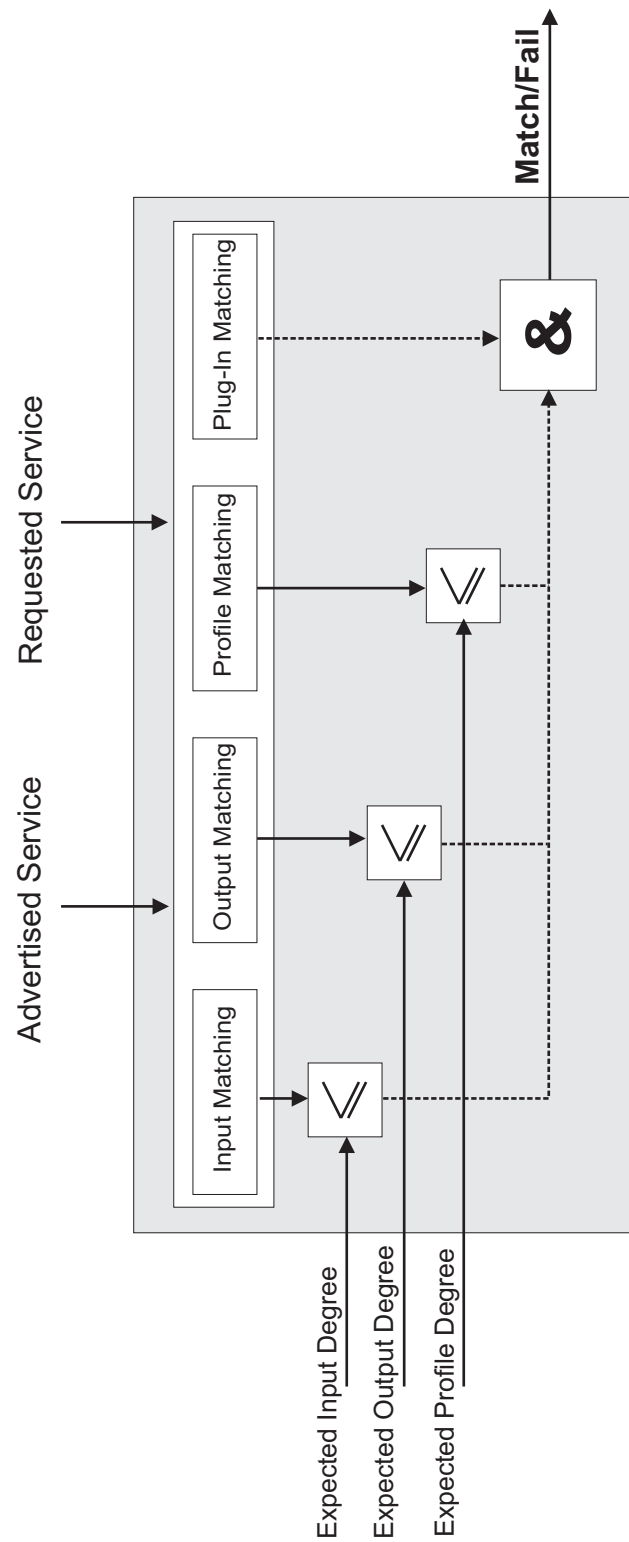 Advertised Service
Requested Service
Input Matching
Output Matching
Profile Matching
Plug-In Matching
Expected Input Degree
⩽
Expected Output Degree
⩽
Expected Profile Degree
⩽
&
Match/Fail